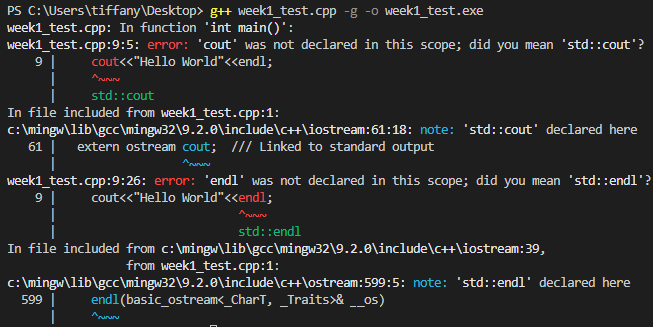 PS C:\Users\tiffany\Desktop> g++ week1_test.cpp -g -o week1_test.exe
week1_test.cpp: In function 'int main()':
week1_test.cpp:9:5: error: 'cout' was not declared in this scope; did you mean 'std::cout'?
    9 |     cout<<"Hello World"<<endl;
      |     ^~~~
      |     std::cout
In file included from week1_test.cpp:1:
c:\mingw\lib\gcc\mingw32\9.2.0\include\c++\iostream:61:18: note: 'std::cout' declared here
   61 |   extern ostream cout;  /// Linked to standard output
      |                  ^~~~
week1_test.cpp:9:26: error: 'endl' was not declared in this scope; did you mean 'std::endl'?
    9 |     cout<<"Hello World"<<endl;
      |                          ^~~~
      |                          std::endl
In file included from c:\mingw\lib\gcc\mingw32\9.2.0\include\c++\iostream:39,
                 from week1_test.cpp:1:
c:\mingw\lib\gcc\mingw32\9.2.0\include\c++\ostream:599:5: note: 'std::endl' declared here
  599 |     endl(basic_ostream<_CharT, _Traits>& __os)
      |     ^~~~